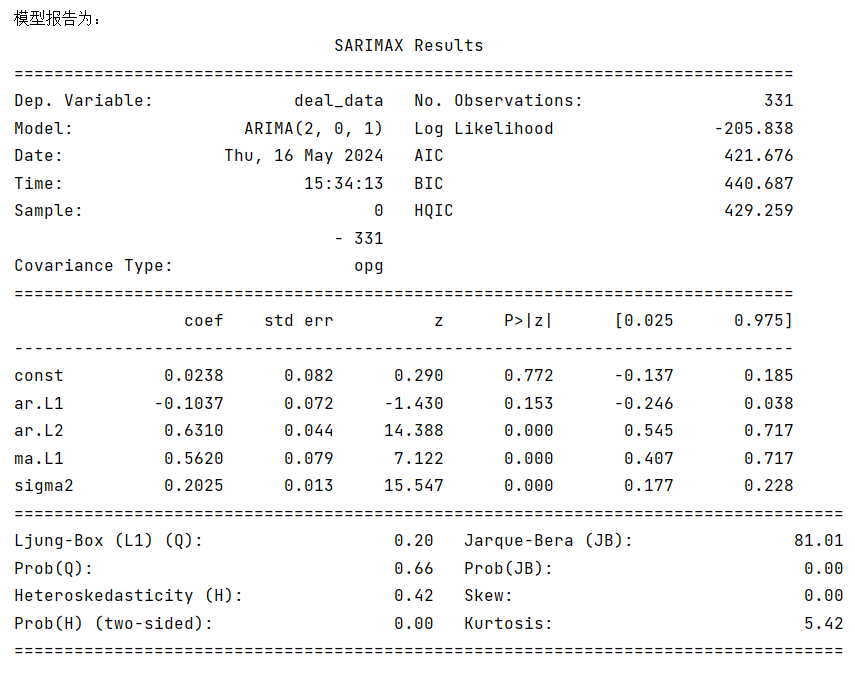 模型报告为：
SARIMAX Results
==============================================================================
Dep. Variable: deal_data No. Observations: 331
Model: ARIMA(2, 0, 1) Log Likelihood -205.838
Date: Thu, 16 May 2024 AIC 421.676
Time: 15:34:13 BIC 440.687
Sample: 0 HQIC 429.259
- 331
Covariance Type: opg
==============================================================================
coef std err z P>|z| [0.025 0.975]
------------------------------------------------------------------------------
const 0.0238 0.082 0.290 0.772 -0.137 0.185
ar.L1 -0.1037 0.072 -1.430 0.153 -0.246 0.038
ar.L2 0.6310 0.044 14.388 0.000 0.545 0.717
ma.L1 0.5620 0.079 7.122 0.000 0.407 0.717
sigma2 0.2025 0.013 15.547 0.000 0.177 0.228
===================================================================================
Ljung-Box (L1) (Q): 0.20 Jarque-Bera (JB): 81.01
Prob(Q): 0.66 Prob(JB): 0.00
Heteroskedasticity (H): 0.42 Skew: 0.00
Prob(H) (two-sided): 0.00 Kurtosis: 5.42
===================================================================================